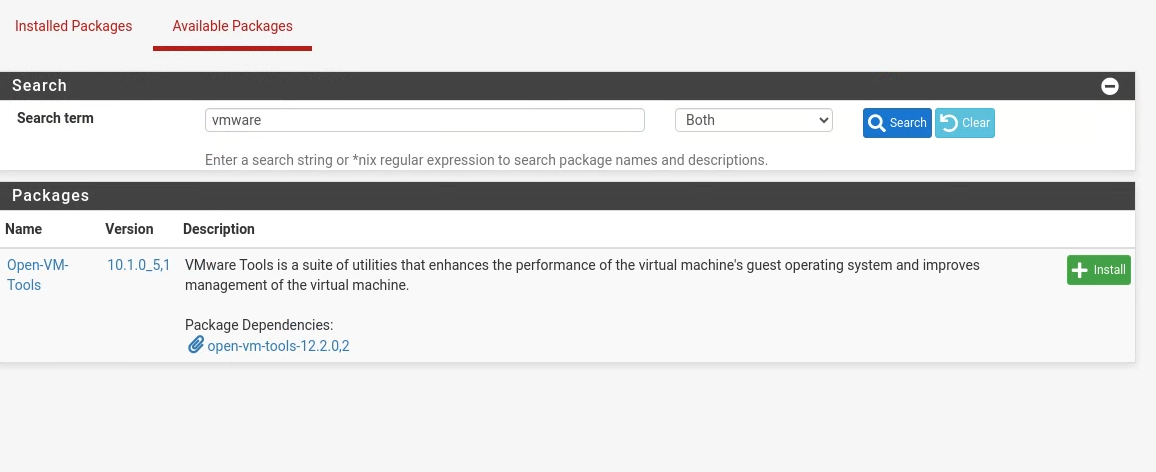 Installed Packages Available Packages
Search
Search term vmware Both Search Clear
Enter a search string or *nix regular expression to search package names and descriptions.
Packages
Name Version Description
Open-VM- 10.1.0_5,1 VMware Tools is a suite of utilities that enhances the performance of the virtual machine's guest operating system and improves Install
Tools management of the virtual machine.
Package Dependencies:
open-vm-tools-12.2.0,2